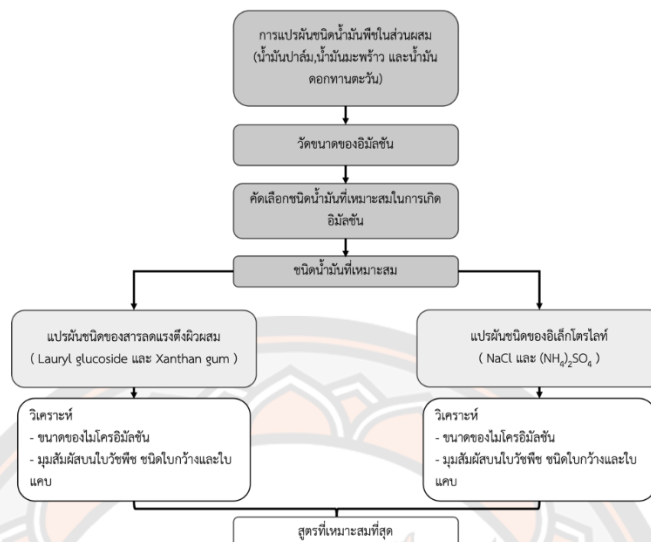 การแปรผันชนิดน้ำมันพืชในส่วนผสม
(น้ำมันปาล์ม,น้ำมันมะพร้าว และน้ำมัน
ดอกทานตะวัน)
วัดขนาดของอิมัลชัน
คัดเลือกชนิดน้ำมันที่เหมาะสมในการเกิด
อิมัลชัน
ชนิดน้ำมันที่เหมาะสม
แปรผันชนิดของสารลดแรงตึงผิวผสม
( Lauryl glucoside และ Xanthan gum )
แปรผันชนิดของอิเล็กโตรไลท์
( NaCl และ (NH₄)₂SO₄ )
วิเคราะห์
- ขนาดของไมโครอิมัลชัน
- มุมสัมผัสบนใบวัชพืช ชนิดใบกว้างและใบ
แคบ
วิเคราะห์
- ขนาดของไมโครอิมัลชัน
- มุมสัมผัสบนใบวัชพืช ชนิดใบกว้างและใบ
แคบ
สูตรที่เหมาะสมที่สุด